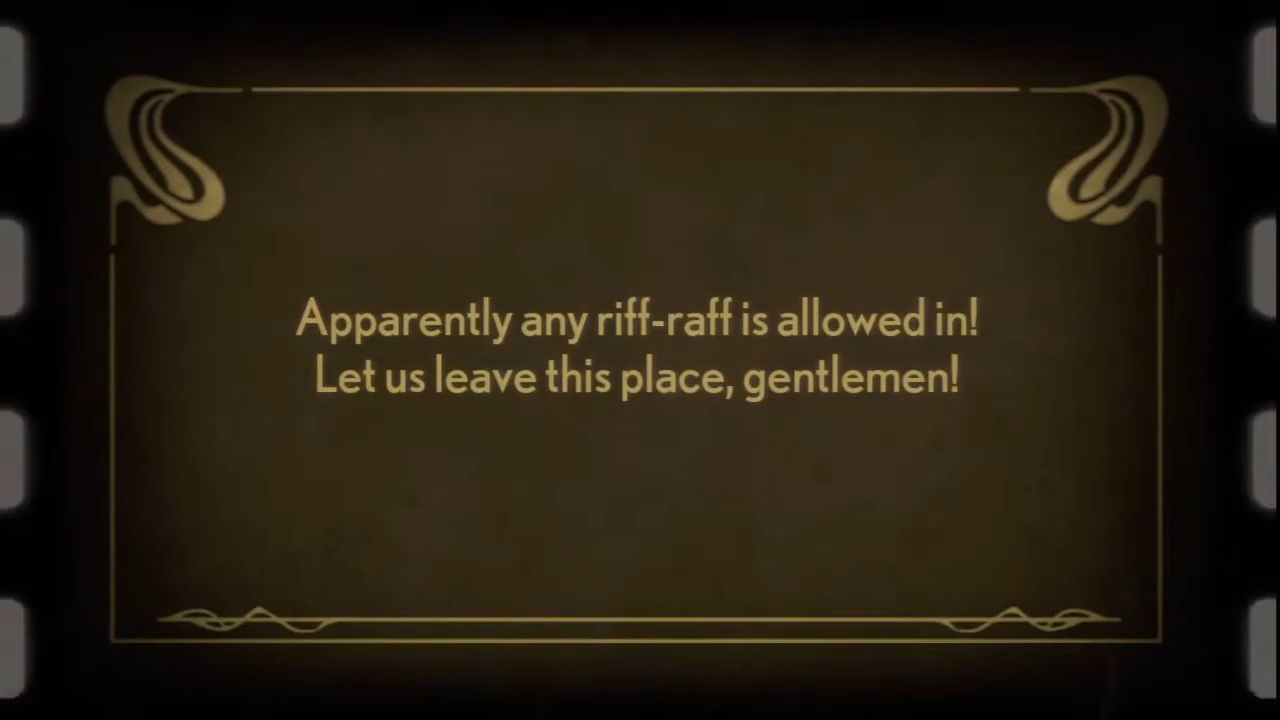 Apparently any riff-raff is allowed in!
Let us leave this place, gentlemen!